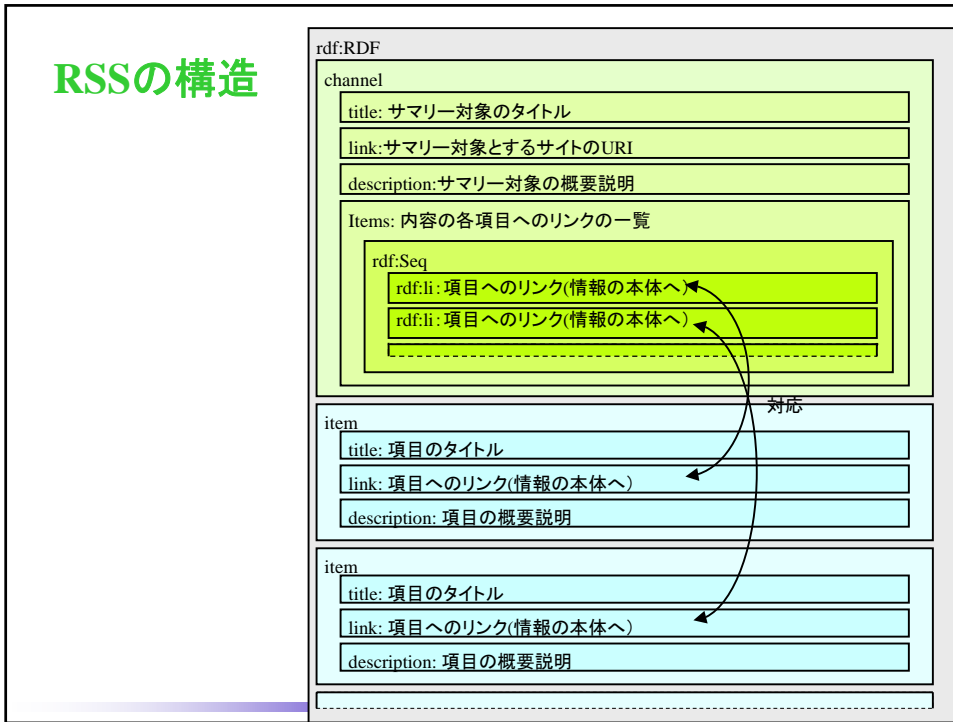 RSSの構造
rdf:RDF
channel
title: サマリー対象のタイトル
link:サマリー対象とするサイトのURI
description:サマリー対象の概要説明
Items: 内容の各項目へのリンクの一覧
rdf:Seq
rdf:li：項目へのリンク(情報の本体へ）
rdf:li：項目へのリンク(情報の本体へ）
対応
item
title: 項目のタイトル
link: 項目へのリンク(情報の本体へ）
description: 項目の概要説明
item
title: 項目のタイトル
link: 項目へのリンク(情報の本体へ）
description: 項目の概要説明